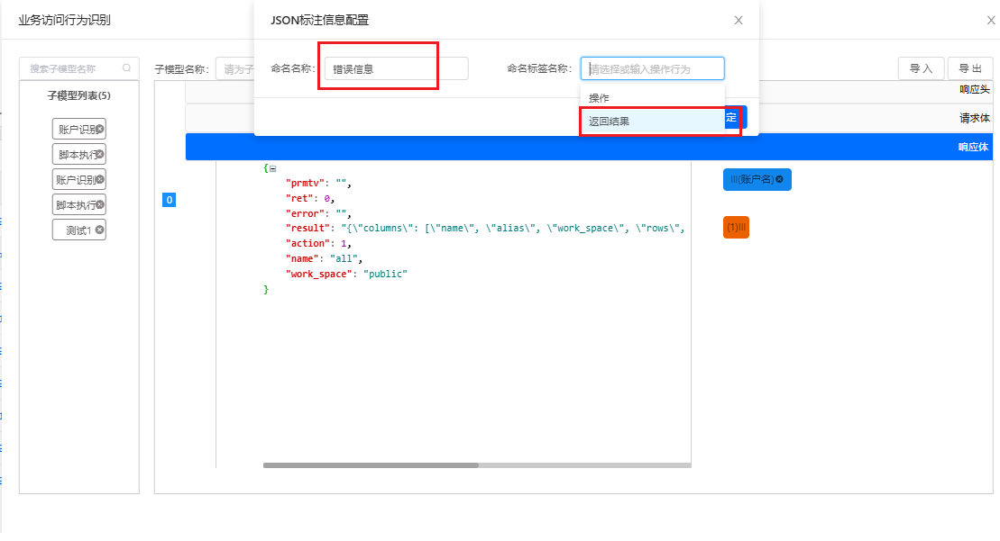 业务访问行为识别
JSON标注信息配置
搜索子模型名称
子模型名称：
请为子
命名名称：
错误信息
命名标签名称：
请选择或输入操作行为
导 入
导 出
子模型列表(5)
操作
返回结果
定
响应头
请求体
响应体
账户识别
脚本执行
账户识别
脚本执行
测试1
0
{
"prmtv": "",
"ret": 0,
"error": "",
"result": "{\"columns\": [\"name\", \"alias\", \"work_space\", \"rows\",
"action": 1,
"name": "all",
"work_space": "public"
}
III(账户名)
(1)III